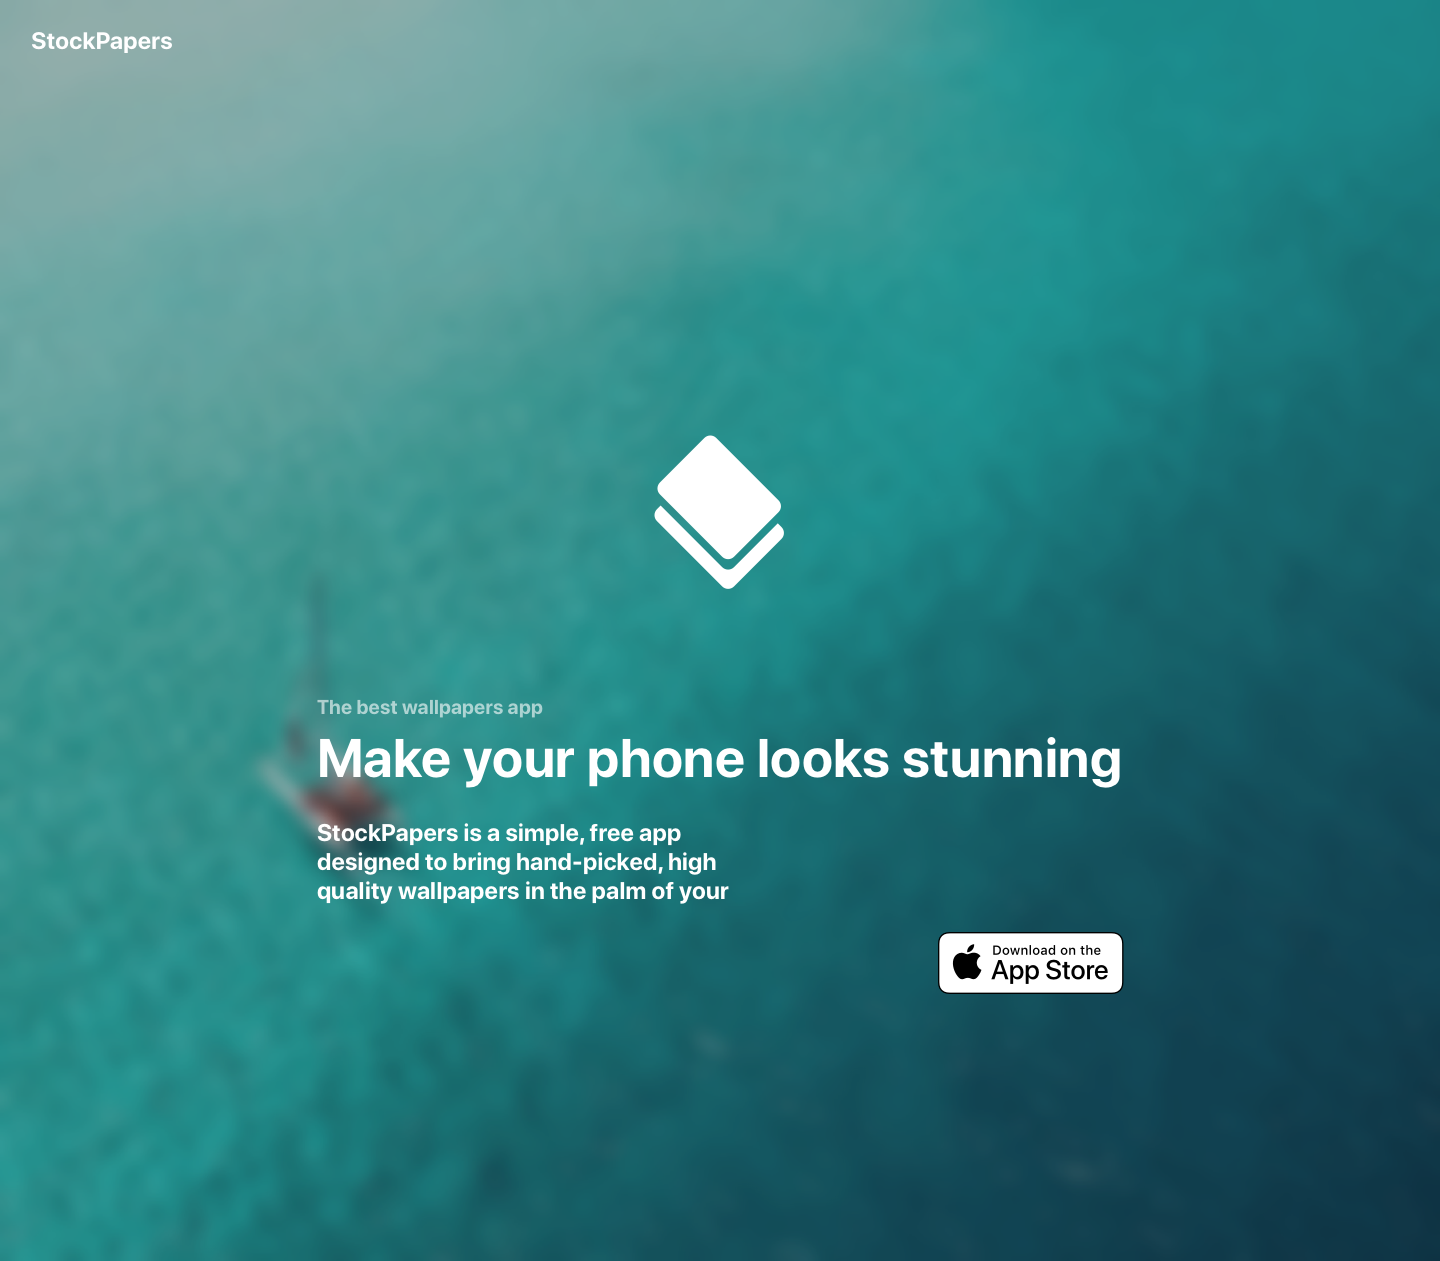 StockPapers
The best wallpapers app
Make your phone looks stunning
StockPapers is a simple, free app
designed to bring hand-picked, high
quality wallpapers in the palm of your
Download on the
App Store